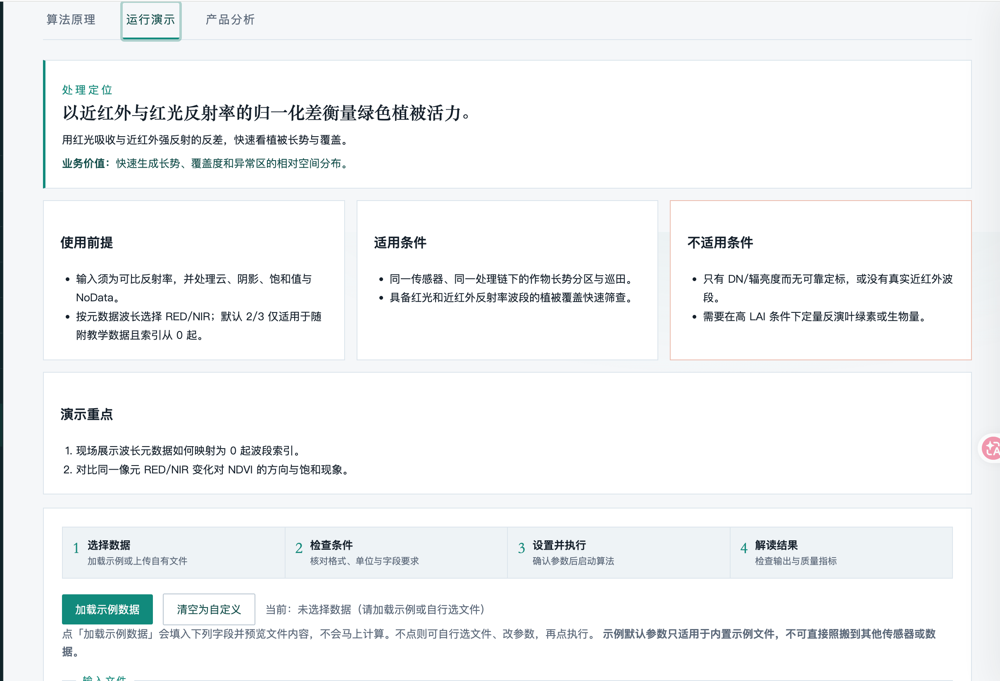 算法原理
运行演示
产品分析
处理定位
以近红外与红光反射率的归一化差衡量绿色植被活力。
用红光吸收与近红外强反射的反差，快速看植被长势与覆盖。
业务价值：快速生成长势、覆盖度和异常区的相对空间分布。
使用前提
输入须为可比反射率，并处理云、阴影、饱和值与
NoData。
按元数据波长选择 RED/NIR；默认 2/3 仅适用于随
附教学数据且索引从 0 起。
适用条件
同一传感器、同一处理链下的作物长势分区与巡田。
具备红光和近红外反射率波段的植被覆盖快速筛查。
不适用条件
只有 DN/辐亮度而无可靠定标，或没有真实近红外波
段。
需要在高 LAI 条件下定量反演叶绿素或生物量。
演示重点
1. 现场展示波长元数据如何映射为 0 起波段索引。
2. 对比同一像元 RED/NIR 变化对 NDVI 的方向与饱和现象。
1 选择数据
加载示例或上传自有文件
2 检查条件
核对格式、单位与字段要求
3 设置并执行
确认参数后启动算法
4 解读结果
检查输出与质量指标
加载示例数据
清空为自定义
当前：未选择数据（请加载示例或自行选文件）
点「加载示例数据」会填入下列字段并预览文件内容，不会马上计算。不点则可自行选文件、改参数，再点执行。 示例默认参数只适用于内置示例文件，不可直接照搬到其他传感器或数
据。
输入文件